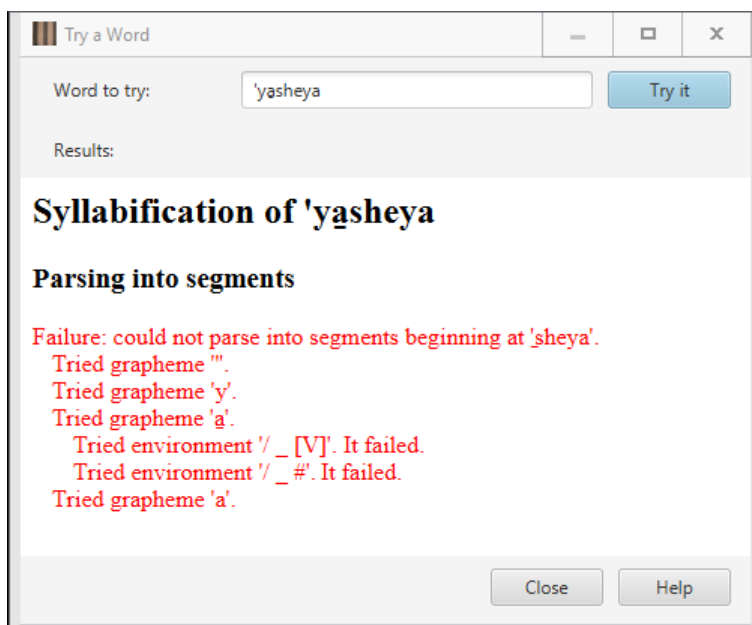 Try a Word
Word to try: 'ya̱sheya Try it
Results:
Syllabification of 'ya̱sheya
Parsing into segments
Failure: could not parse into segments beginning at '̱sheya'.
Tried grapheme '''.
Tried grapheme 'y'.
Tried grapheme 'a̱'.
Tried environment '/ _ [V]'. It failed.
Tried environment '/ _ #'. It failed.
Tried grapheme 'a'.
Close Help